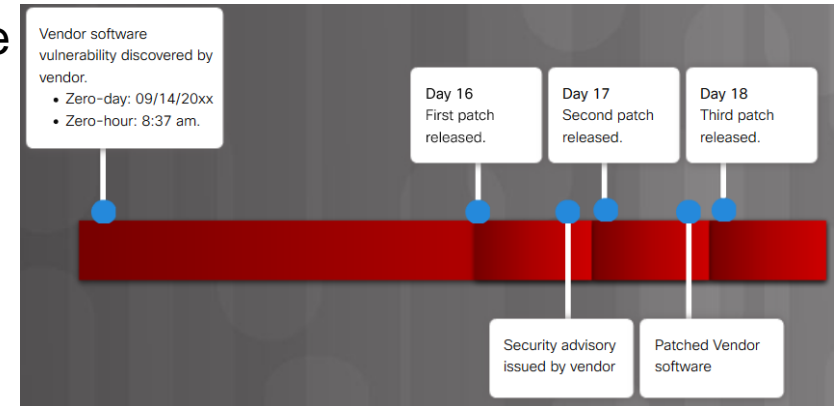 e
Vendor software
vulnerability discovered by
vendor.
• Zero-day: 09/14/20xx
• Zero-hour: 8:37 am.
Day 16
First patch
released.
Day 17
Second patch
released.
Day 18
Third patch
released.
Security advisory
issued by vendor
Patched Vendor
software